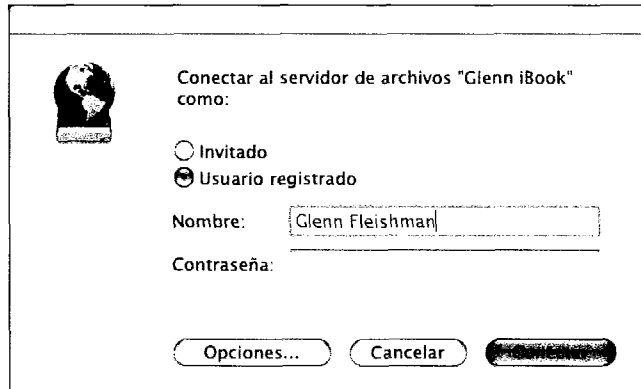 Conectar al servidor de archivos "Glenn iBook"
como:
Invitado
Usuario registrado
Nombre: Glenn Fleishman
Contraseña:
Opciones... Cancelar